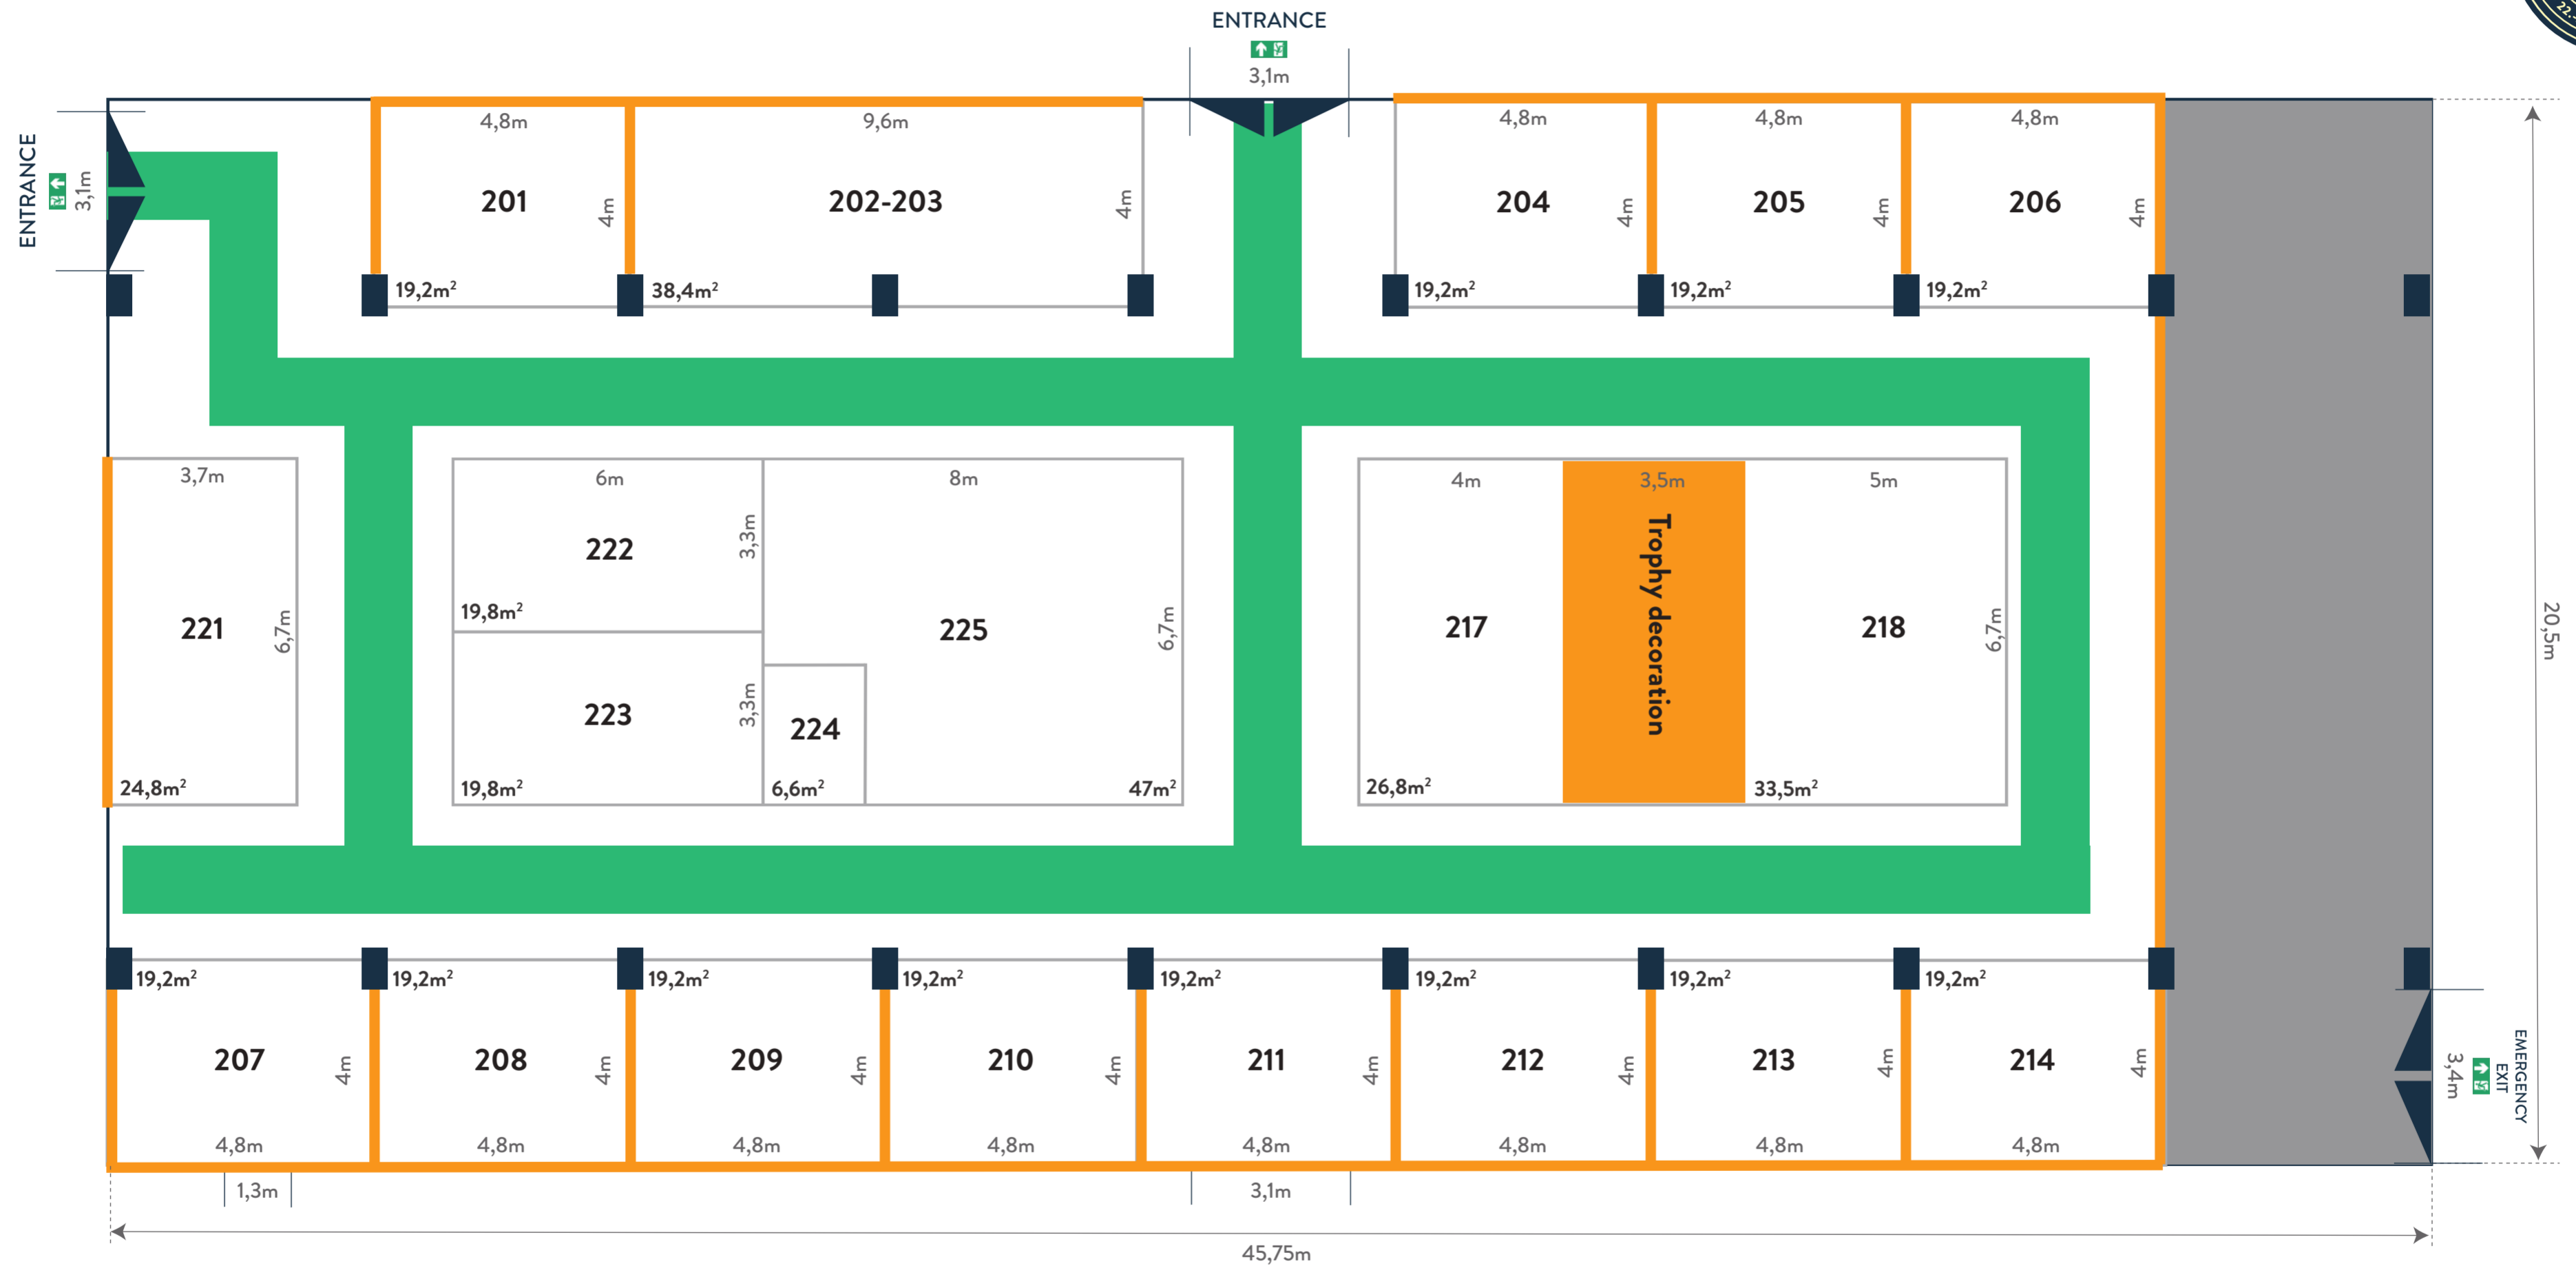 ENTRANCE
3,1m
22.
ENTRANCE
3,1m
4,8m
201
4m
19,2m²
9,6m
202-203
4m
38,4m²
4,8m
204
4m
19,2m²
4,8m
205
4m
19,2m²
4,8m
206
4m
19,2m²
3,7m
221
6,7m
24,8m²
6m
222
3,3m
19,8m²
223
3,3m
19,8m²
224
6,6m²
8m
225
6,7m
47m²
4m
217
26,8m²
3,5m
Trophy decoration
5m
218
6,7m
33,5m²
20,5m
19,2m²
207
4m
4,8m
19,2m²
208
4m
4,8m
19,2m²
209
4m
4,8m
19,2m²
210
4m
4,8m
19,2m²
211
4m
4,8m
19,2m²
212
4m
4,8m
19,2m²
213
4m
4,8m
19,2m²
214
4m
4,8m
3,4m
EMERGENCY
EXIT
1,3m
3,1m
45,75m